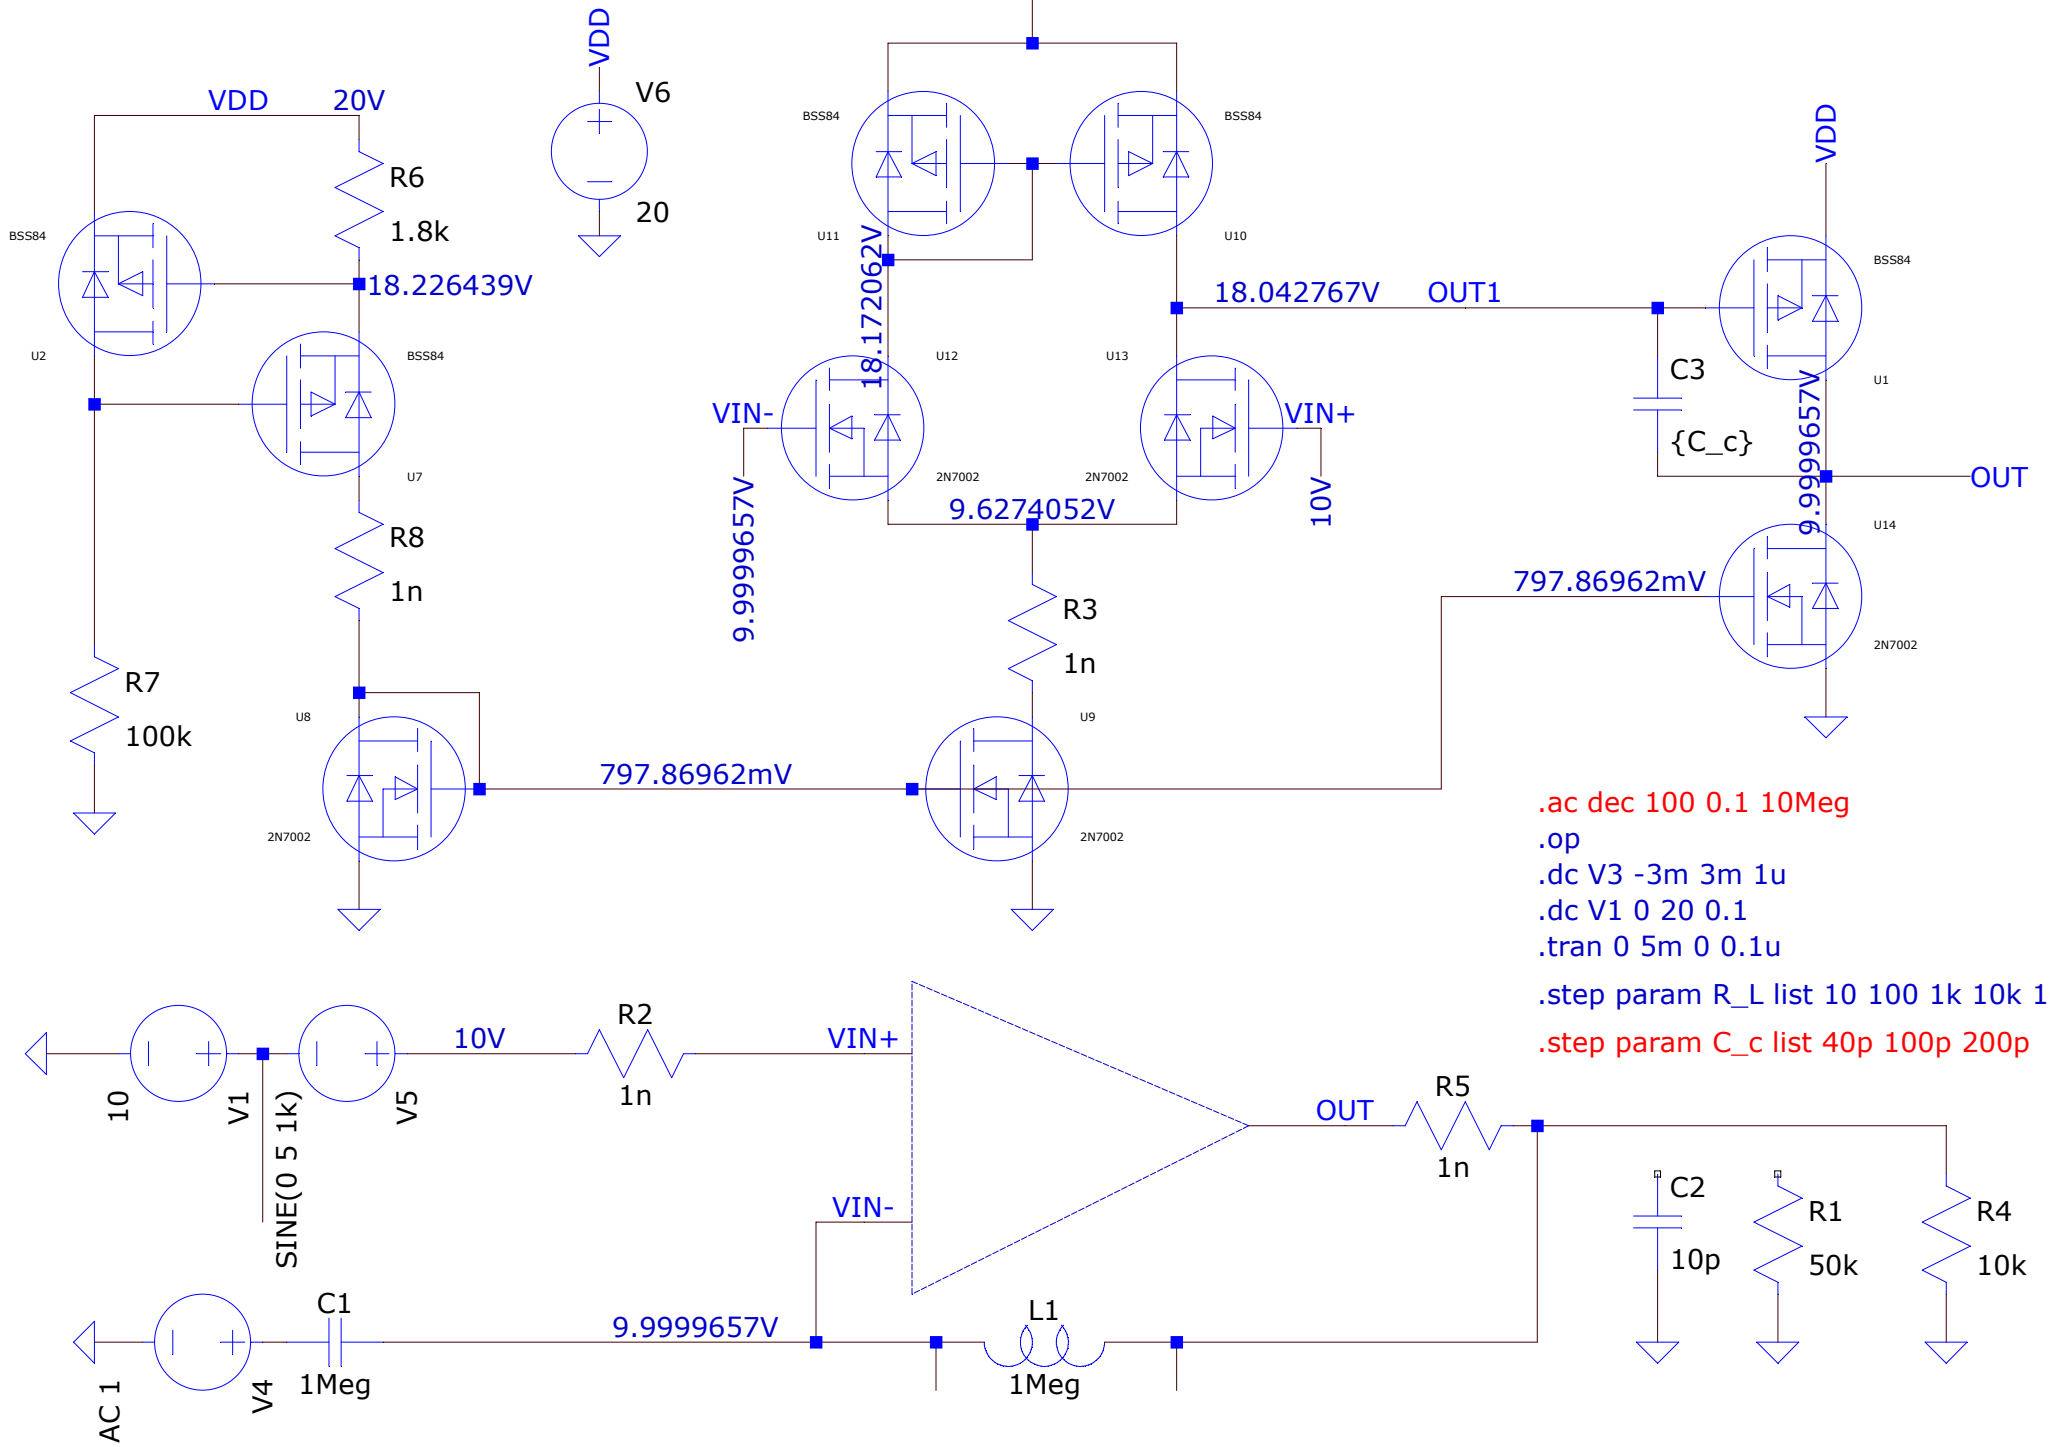 VDD
20V
R6
1.8k
BSS84
U2
18.226439V
BSS84
U7
R8
1n
R7
100k
U8
2N7002
797.86962mV
VDD
V6
20
BSS84
U11
BSS84
U10
18.172062V
18.042767V
OUT1
U12
2N7002
U13
2N7002
VIN-
9.9999657V
VIN+
10V
9.6274052V
R3
1n
U9
2N7002
VDD
BSS84
U1
C3
{C_c}
9.9999657V
OUT
U14
2N7002
797.86962mV
.ac dec 100 0.1 10Meg
.op
.dc V3 -3m 3m 1u
.dc V1 0 20 0.1
.tran 0 5m 0 0.1u
.step param R_L list 10 100 1k 10k 1
.step param C_c list 40p 100p 200p
10
V1
SINE(0 5 1k)
V5
10V
R2
1n
VIN+
VIN-
OUT
R5
1n
C2
10p
R1
50k
R4
10k
AC 1
V4
C1
1Meg
9.9999657V
L1
1Meg